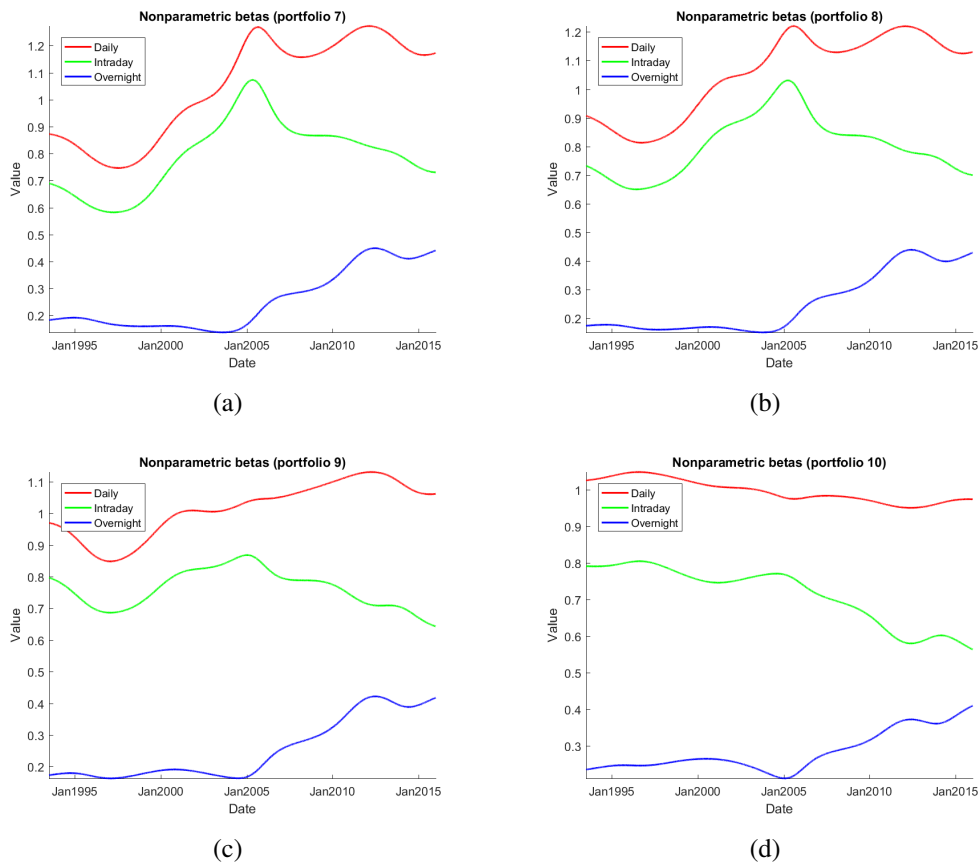 Nonparametric betas (portfolio 7)
Daily
Intraday
Overnight
1.2
1.1
1
0.9
0.8
0.7
0.6
0.5
0.4
0.3
0.2
Value
Jan1995
Jan2000
Jan2005
Jan2010
Jan2015
Date
(a)
Nonparametric betas (portfolio 8)
Daily
Intraday
Overnight
1.2
1.1
1
0.9
0.8
0.7
0.6
0.5
0.4
0.3
0.2
Value
Jan1995
Jan2000
Jan2005
Jan2010
Jan2015
Date
(b)
Nonparametric betas (portfolio 9)
Daily
Intraday
Overnight
1.1
1
0.9
0.8
0.7
0.6
0.5
0.4
0.3
0.2
Value
Jan1995
Jan2000
Jan2005
Jan2010
Jan2015
Date
(c)
Nonparametric betas (portfolio 10)
Daily
Intraday
Overnight
1
0.9
0.8
0.7
0.6
0.5
0.4
0.3
Value
Jan1995
Jan2000
Jan2005
Jan2010
Jan2015
Date
(d)